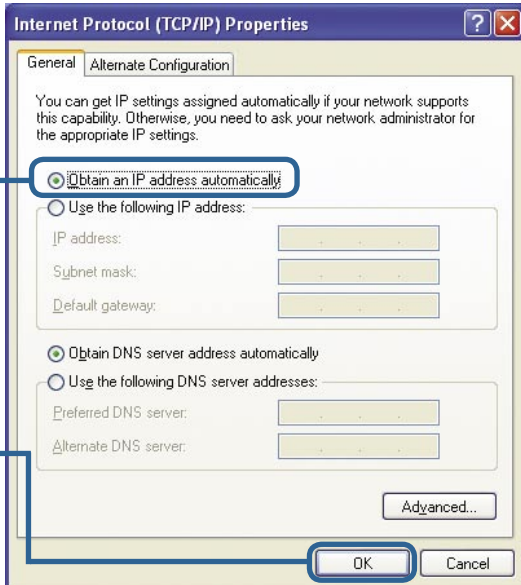 Internet Protocol (TCP/IP) Properties
General
Alternate Configuration
You can get IP settings assigned automatically if your network supports
this capability. Otherwise, you need to ask your network administrator for
the appropriate IP settings.
Obtain an IP address automatically
Use the following IP address:
IP address:
Subnet mask:
Default gateway:
Obtain DNS server address automatically
Use the following DNS server addresses:
Preferred DNS server:
Alternate DNS server:
Advanced...
OK
Cancel